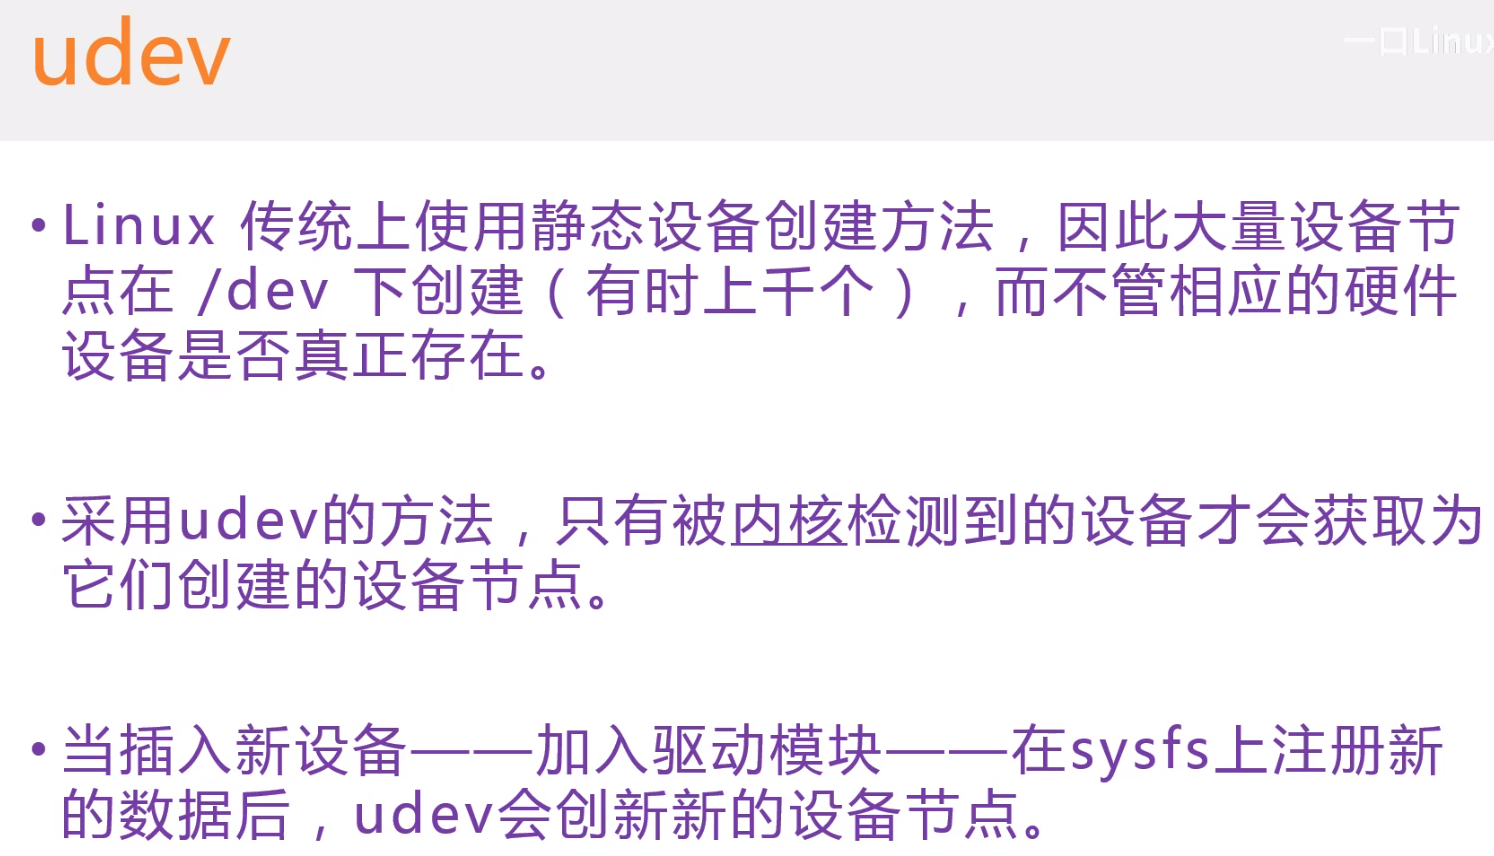 udev
一口Linux
•Linux 传统上使用静态设备创建方法，因此大量设备节
点在 /dev 下创建（有时上千个），而不管相应的硬件
设备是否真正存在。
•采用udev的方法，只有被内核检测到的设备才会获取为
它们创建的设备节点。
•当插入新设备——加入驱动模块——在sysfs上注册新
的数据后，udev会创新新的设备节点。